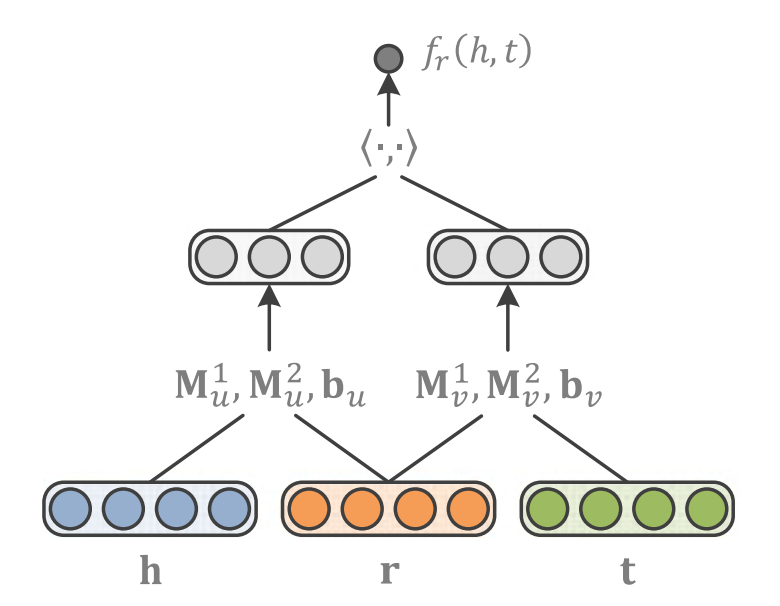 f_r(h, t)
⟨·,·⟩
M_u^1, M_u^2, b_u M_v^1, M_v^2, b_v
h r t